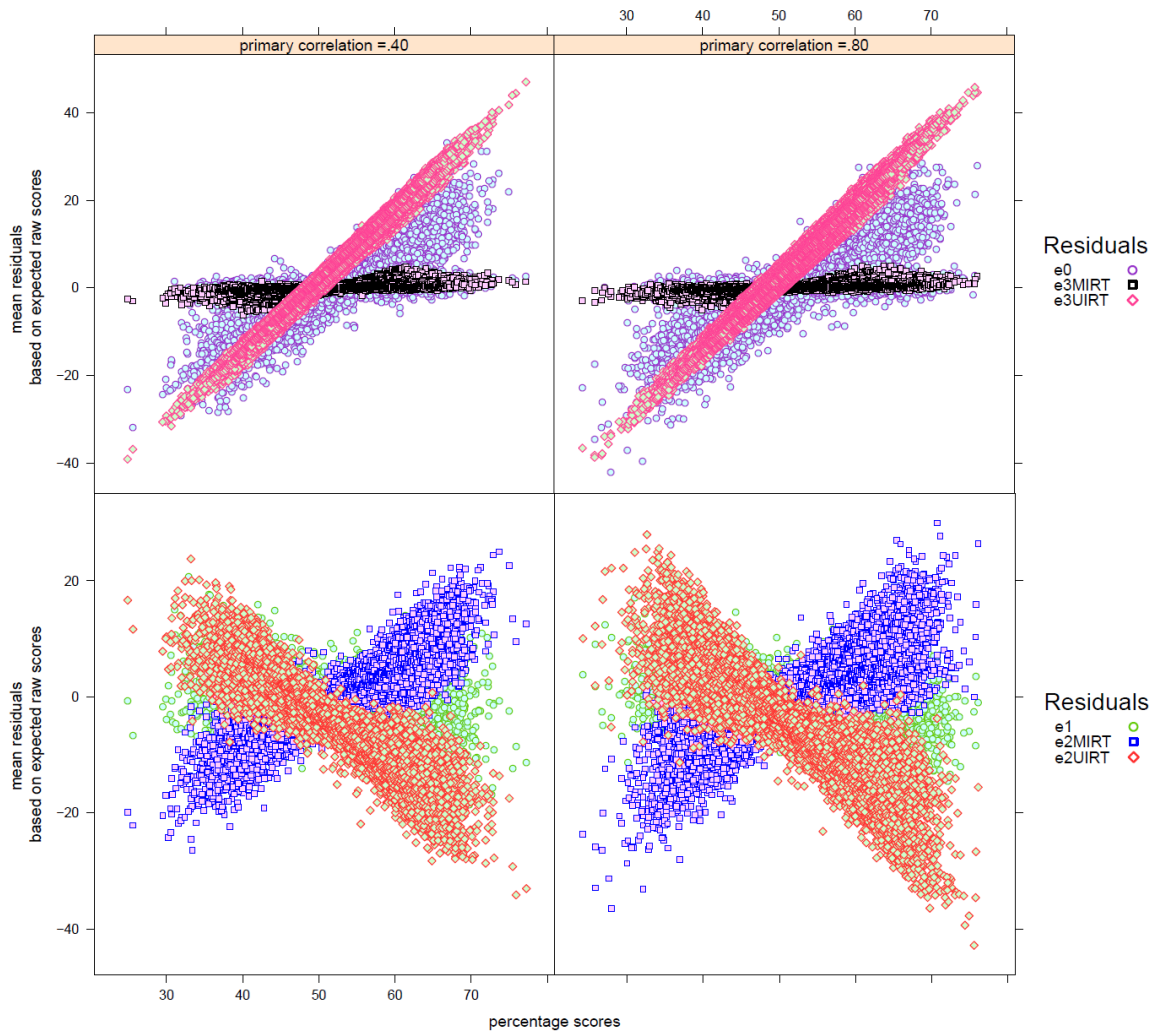 30 40 50 60 70
primary correlation =.40 primary correlation =.80
mean residuals
based on expected raw scores
40
20
0
−20
−40
Residuals
e0
e3MIRT
e3UIRT
mean residuals
based on expected raw scores
20
0
−20
−40
Residuals
e1
e2MIRT
e2UIRT
30 40 50 60 70
percentage scores